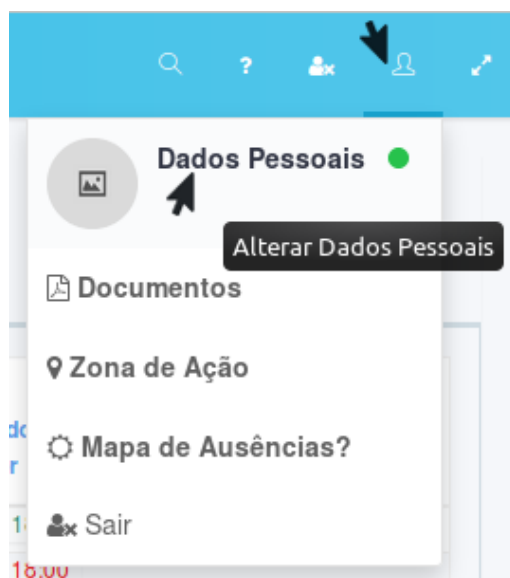 ?
Dados Pessoais
Alterar Dados Pessoais
Documentos
Zona de Ação
Mapa de Ausências?
Sair
18:00